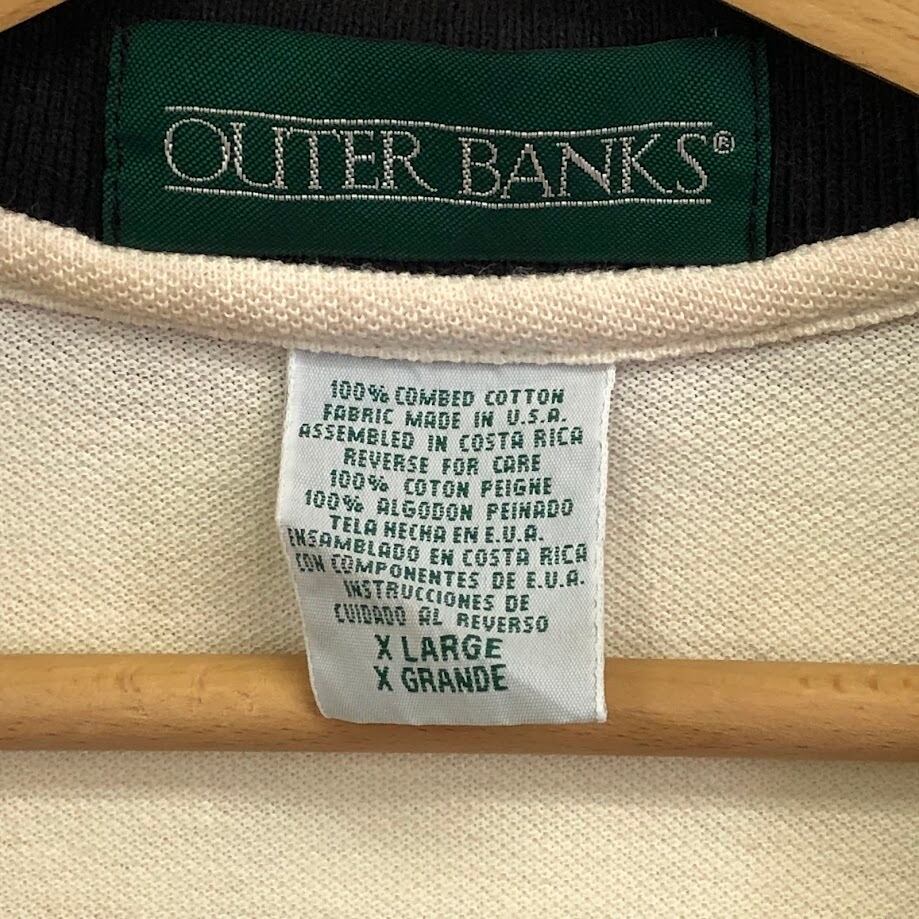 OUTER BANKS®
100% COMBED COTTON
FABRIC MADE IN U.S.A.
ASSEMBLED IN COSTA RICA
REVERSE FOR CARE
100% COTON PEIGNE
100% ALGODON PEINADO
TELA HECHA EN E.U.A.
ENSAMBLADO EN COSTA RICA
CON COMPONENTES DE E.U.A.
INSTRUCCIONES DE
CUIDADO AL REVERSO
X LARGE
X GRANDE